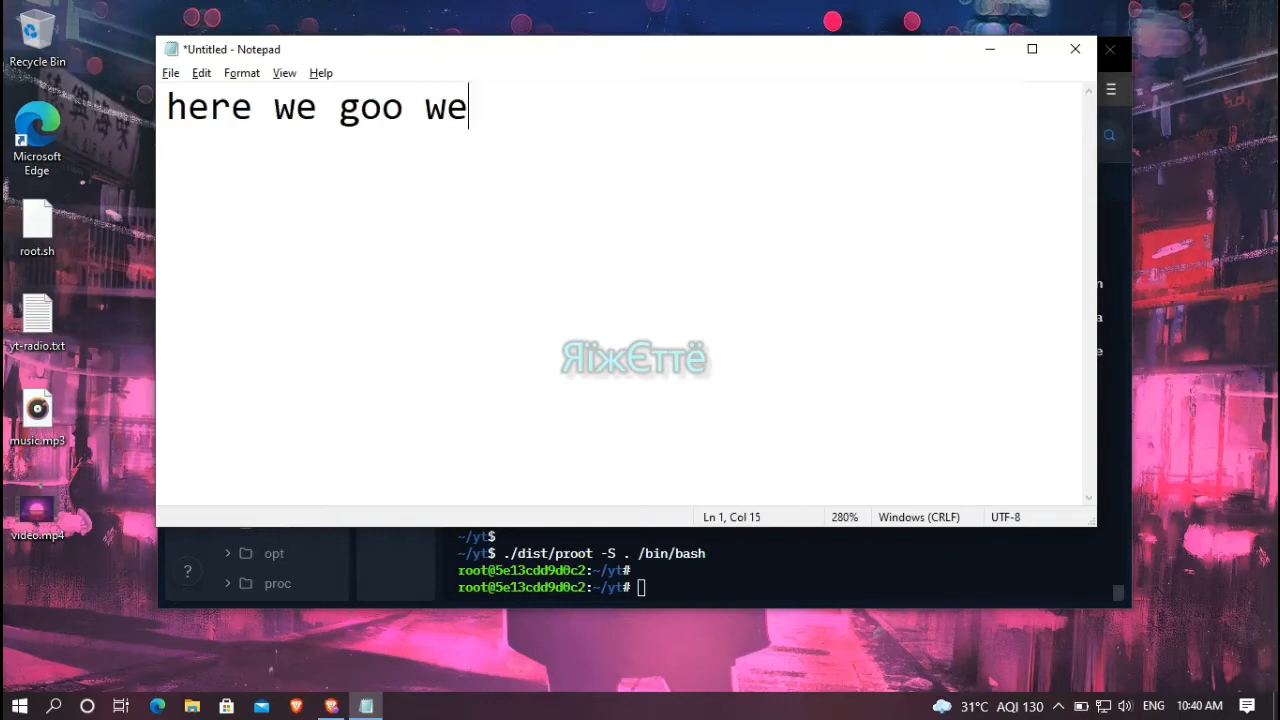 Recycle Bin
Microsoft
Edge
root.sh
yt-radio.txt
music.mp3
video.mp4
*Untitled - Notepad
File Edit Format View Help
here we goo we
ЯїжЄттё
Ln 1, Col 15 280% Windows (CRLF) UTF-8
opt
proc
~/yt$
~/yt$ ./dist/proot -S . /bin/bash
root@5e13cdd9d0c2:~/yt#
root@5e13cdd9d0c2:~/yt#
31°C AQI 130 ENG 10:40 AM